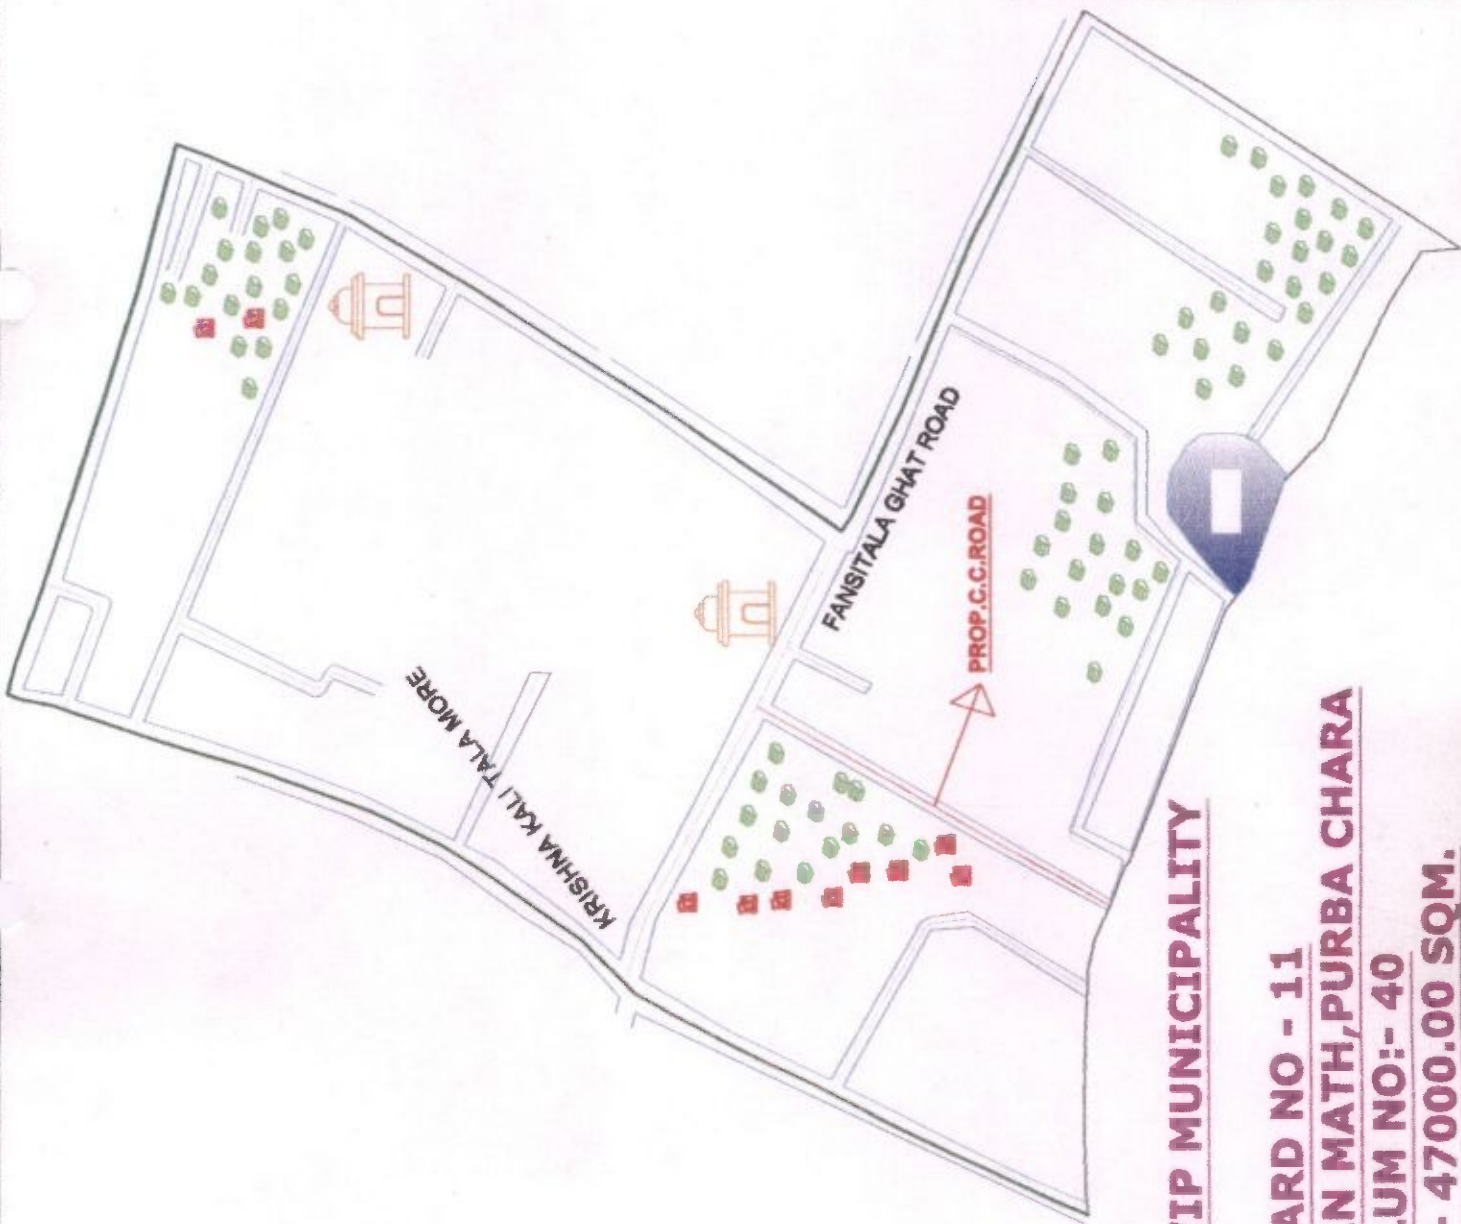 KRISHNA KALI TALA MORE
FANSITALA GHAT ROAD
PROP.C.C.ROAD
TIP MUNICIPALITY
ARD NO - 11
N MATH,PURBA CHARA
UM NO:- 40
- 47000.00 SQM.